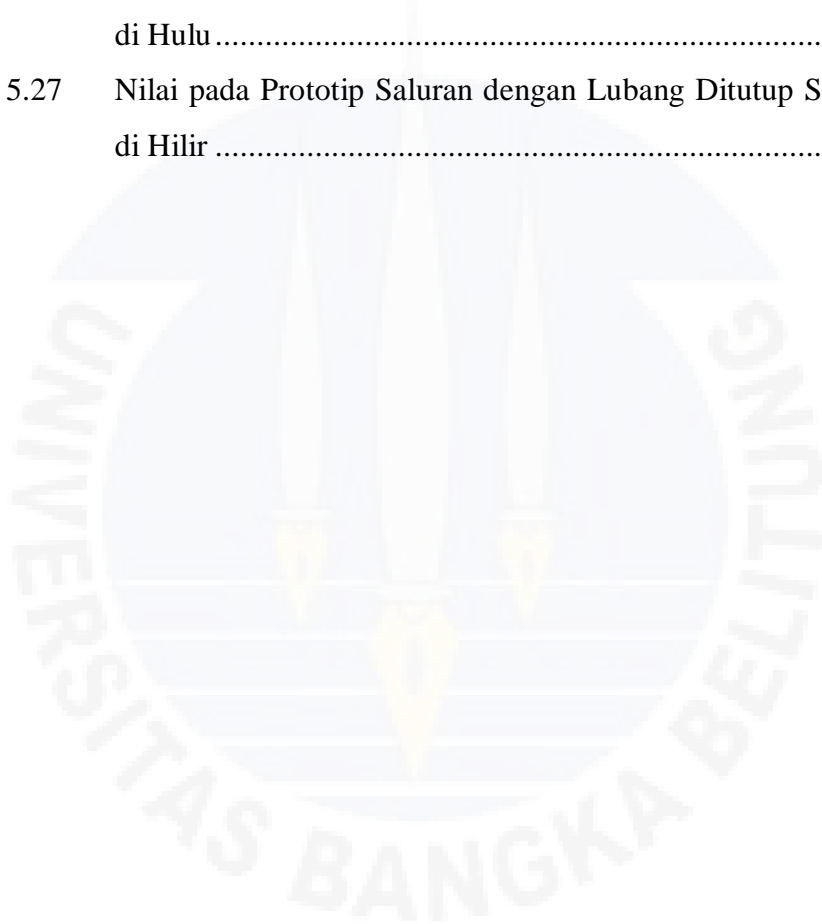 di Hulu ..........................................................................
5.27 Nilai pada Prototip Saluran dengan Lubang Ditutup S
di Hilir ..........................................................................
UNIVERSITAS BANGKA BELITUNG